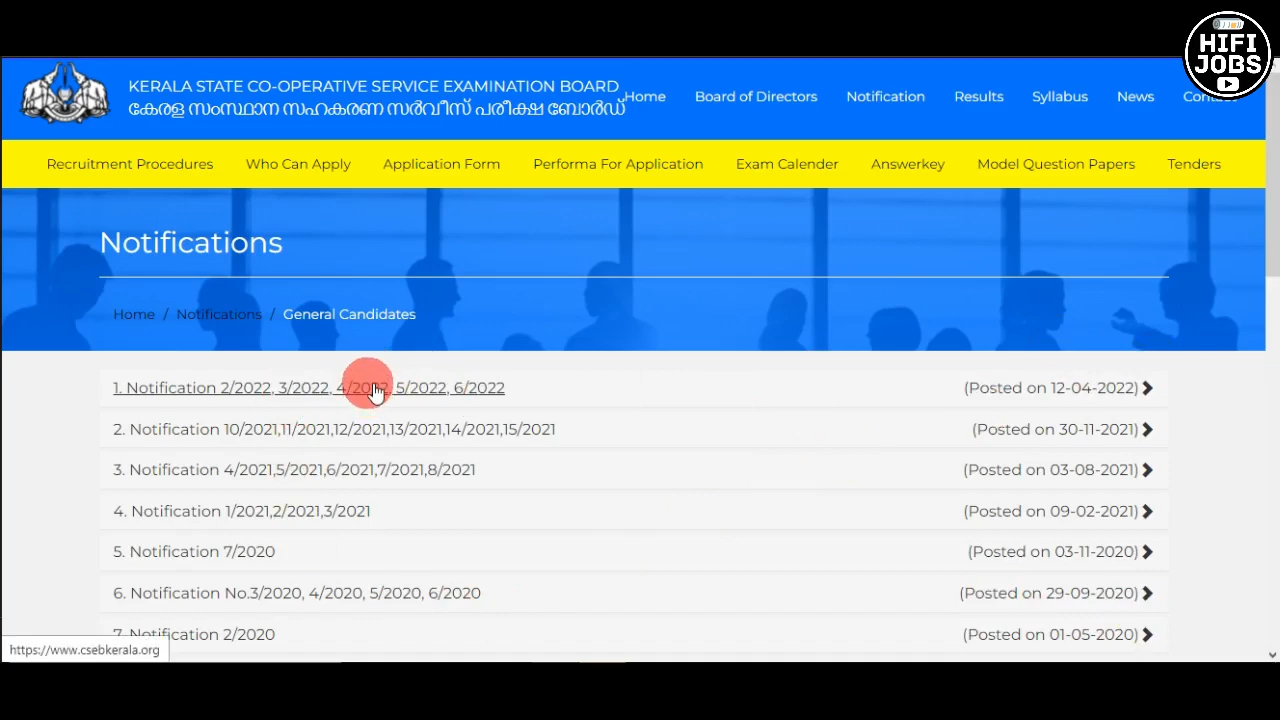 HIFI
JOBS
KERALA STATE CO-OPERATIVE SERVICE EXAMINATION BOARD
കേരള സംസ്ഥാന സഹകരണ സർവീസ് പരീക്ഷ ബോർഡ്
Home Board of Directors Notification Results Syllabus News
Recruitment Procedures Who Can Apply Application Form Performa For Application Exam Calender Answerkey Model Question Papers Tenders
Notifications
Home / Notifications / General Candidates
1. Notification 2/2022, 3/2022, 4/2022, 5/2022, 6/2022 (Posted on 12-04-2022)
2. Notification 10/2021,11/2021,12/2021,13/2021,14/2021,15/2021 (Posted on 30-11-2021)
3. Notification 4/2021,5/2021,6/2021,7/2021,8/2021 (Posted on 03-08-2021)
4. Notification 1/2021,2/2021,3/2021 (Posted on 09-02-2021)
5. Notification 7/2020 (Posted on 03-11-2020)
6. Notification No.3/2020, 4/2020, 5/2020, 6/2020 (Posted on 29-09-2020)
7. Notification 2/2020 (Posted on 01-05-2020)
https://www.csebkerala.org